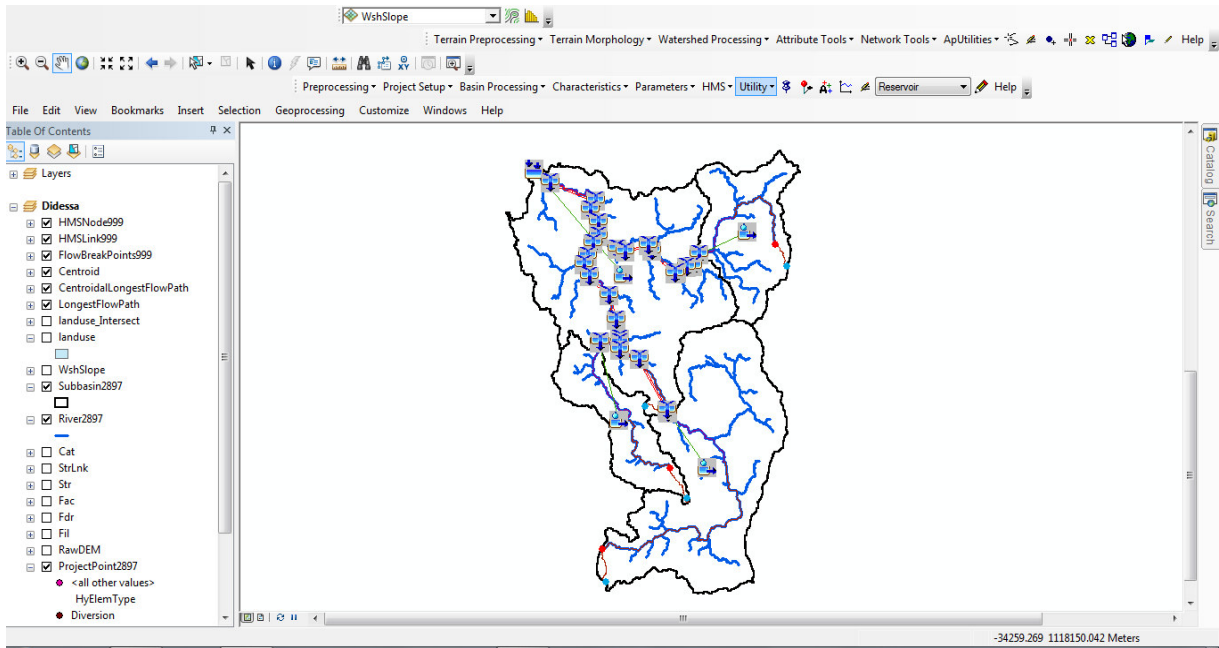 WshSlope
Terrain Preprocessing Terrain Morphology Watershed Processing Attribute Tools Network Tools ApUtilities Help
XY
Preprocessing Project Setup Basin Processing Characteristics Parameters HMS Utility Reservoir Help
File Edit View Bookmarks Insert Selection Geoprocessing Customize Windows Help
Table Of Contents
Layers
Didessa
HMSNode999
HMSLink999
FlowBreakPoints999
Centroid
CentroidalLongestFlowPath
LongestFlowPath
landuse_Intersect
landuse
WshSlope
Subbasin2897
River2897
Cat
StrLnk
Str
Fac
Fdr
Fil
RawDEM
ProjectPoint2897
<all other values>
HyElemType
Diversion
Catalog
Search
-34259.269 1118150.042 Meters